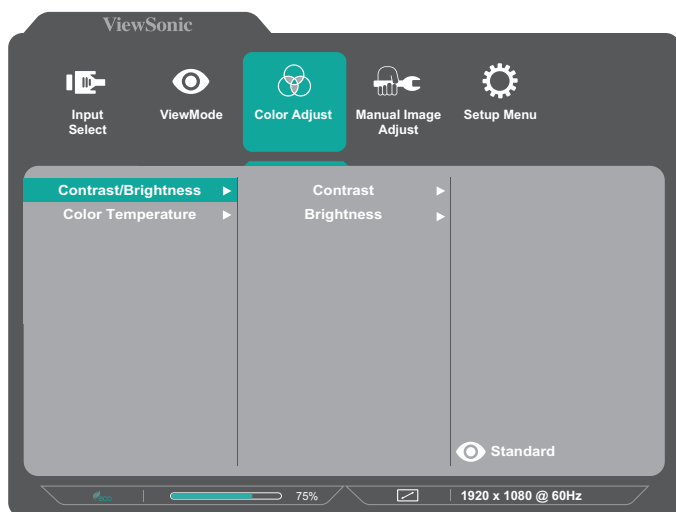 ViewSonic
Input
Select
ViewMode
Color Adjust
Manual Image
Adjust
Setup Menu
Contrast/Brightness
Contrast
Color Temperature
Brightness
Standard
eco
75%
1920 x 1080 @ 60Hz